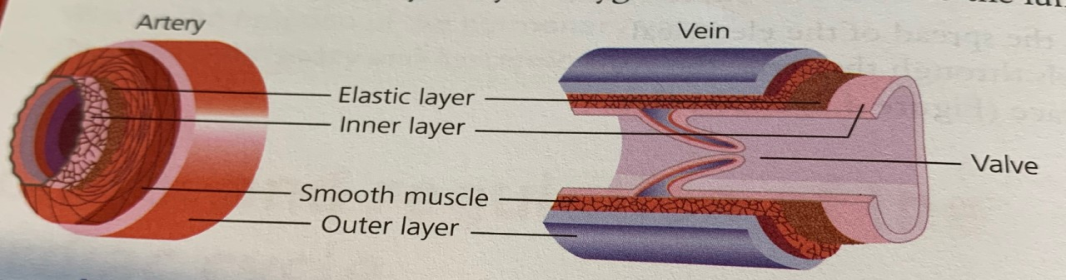 Artery
Vein
Elastic layer
Inner layer
Valve
Smooth muscle
Outer layer